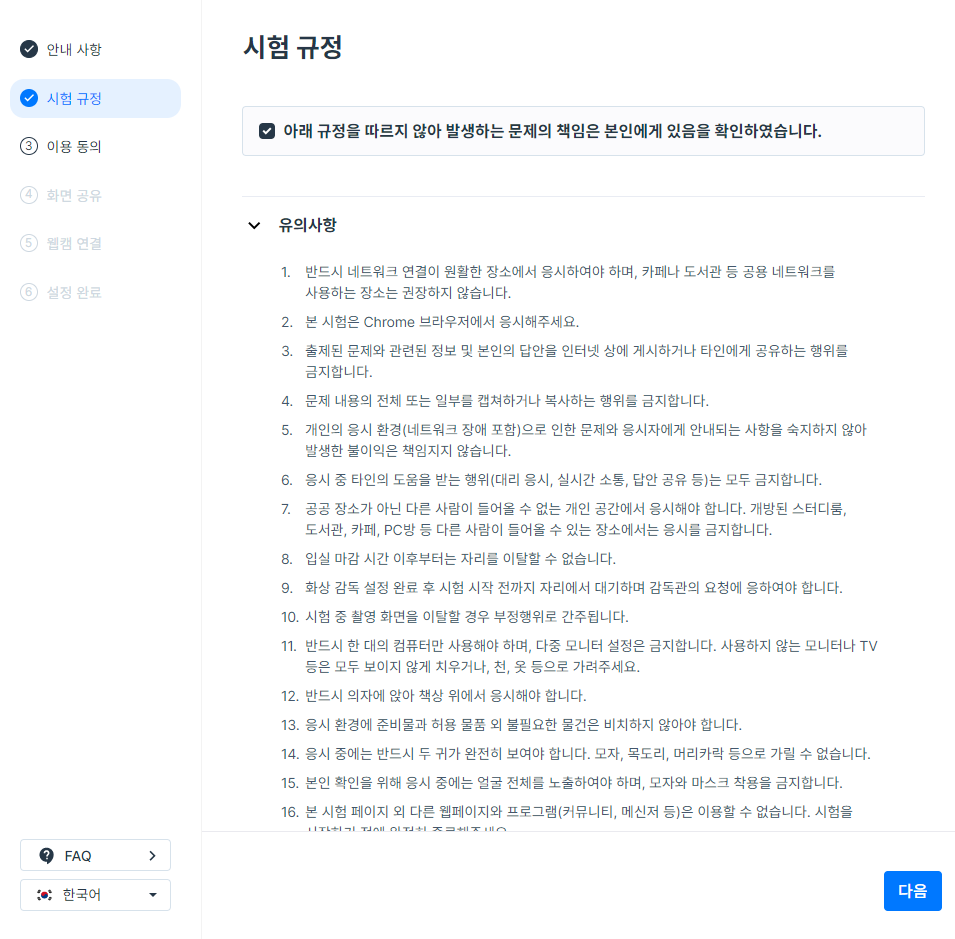 안내 사항
시험 규정
3 이용 동의
4 화면 공유
5 웹캠 연결
6 설정 완료
FAQ
한국어
시험 규정
아래 규정을 따르지 않아 발생하는 문제의 책임은 본인에게 있음을 확인하였습니다.
유의사항
1. 반드시 네트워크 연결이 원활한 장소에서 응시하여야 하며, 카페나 도서관 등 공용 네트워크를
사용하는 장소는 권장하지 않습니다.
2. 본 시험은 Chrome 브라우저에서 응시해주세요.
3. 출제된 문제와 관련된 정보 및 본인의 답안을 인터넷 상에 게시하거나 타인에게 공유하는 행위를
금지합니다.
4. 문제 내용의 전체 또는 일부를 캡쳐하거나 복사하는 행위를 금지합니다.
5. 개인의 응시 환경(네트워크 장애 포함)으로 인한 문제와 응시자에게 안내되는 사항을 숙지하지 않아
발생한 불이익은 책임지지 않습니다.
6. 응시 중 타인의 도움을 받는 행위(대리 응시, 실시간 소통, 답안 공유 등)는 모두 금지합니다.
7. 공공 장소가 아닌 다른 사람이 들어올 수 없는 개인 공간에서 응시해야 합니다. 개방된 스터디룸,
도서관, 카페, PC방 등 다른 사람이 들어올 수 있는 장소에서는 응시를 금지합니다.
8. 입실 마감 시간 이후부터는 자리를 이탈할 수 없습니다.
9. 화상 감독 설정 완료 후 시험 시작 전까지 자리에서 대기하며 감독관의 요청에 응하여야 합니다.
10. 시험 중 촬영 화면을 이탈할 경우 부정행위로 간주됩니다.
11. 반드시 한 대의 컴퓨터만 사용해야 하며, 다중 모니터 설정은 금지합니다. 사용하지 않는 모니터나 TV
등은 모두 보이지 않게 치우거나, 천, 옷 등으로 가려주세요.
12. 반드시 의자에 앉아 책상 위에서 응시해야 합니다.
13. 응시 환경에 준비물과 허용 물품 외 불필요한 물건은 비치하지 않아야 합니다.
14. 응시 중에는 반드시 두 귀가 완전히 보여야 합니다. 모자, 목도리, 머리카락 등으로 가릴 수 없습니다.
15. 본인 확인을 위해 응시 중에는 얼굴 전체를 노출하여야 하며, 모자와 마스크 착용을 금지합니다.
16. 본 시험 페이지 외 다른 웹페이지와 프로그램(커뮤니티, 메신저 등)은 이용할 수 없습니다. 시험을
다음